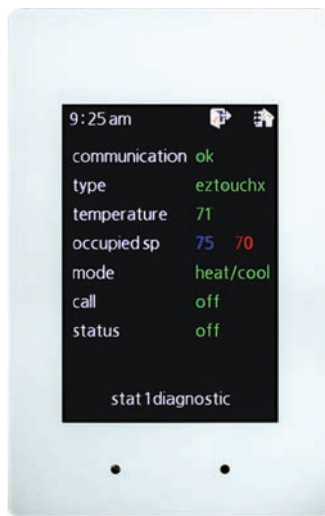 9:25 am
communication ok
type eztouchx
temperature 71
occupied sp 75 70
mode heat/cool
call off
status off
stat1diagnostic